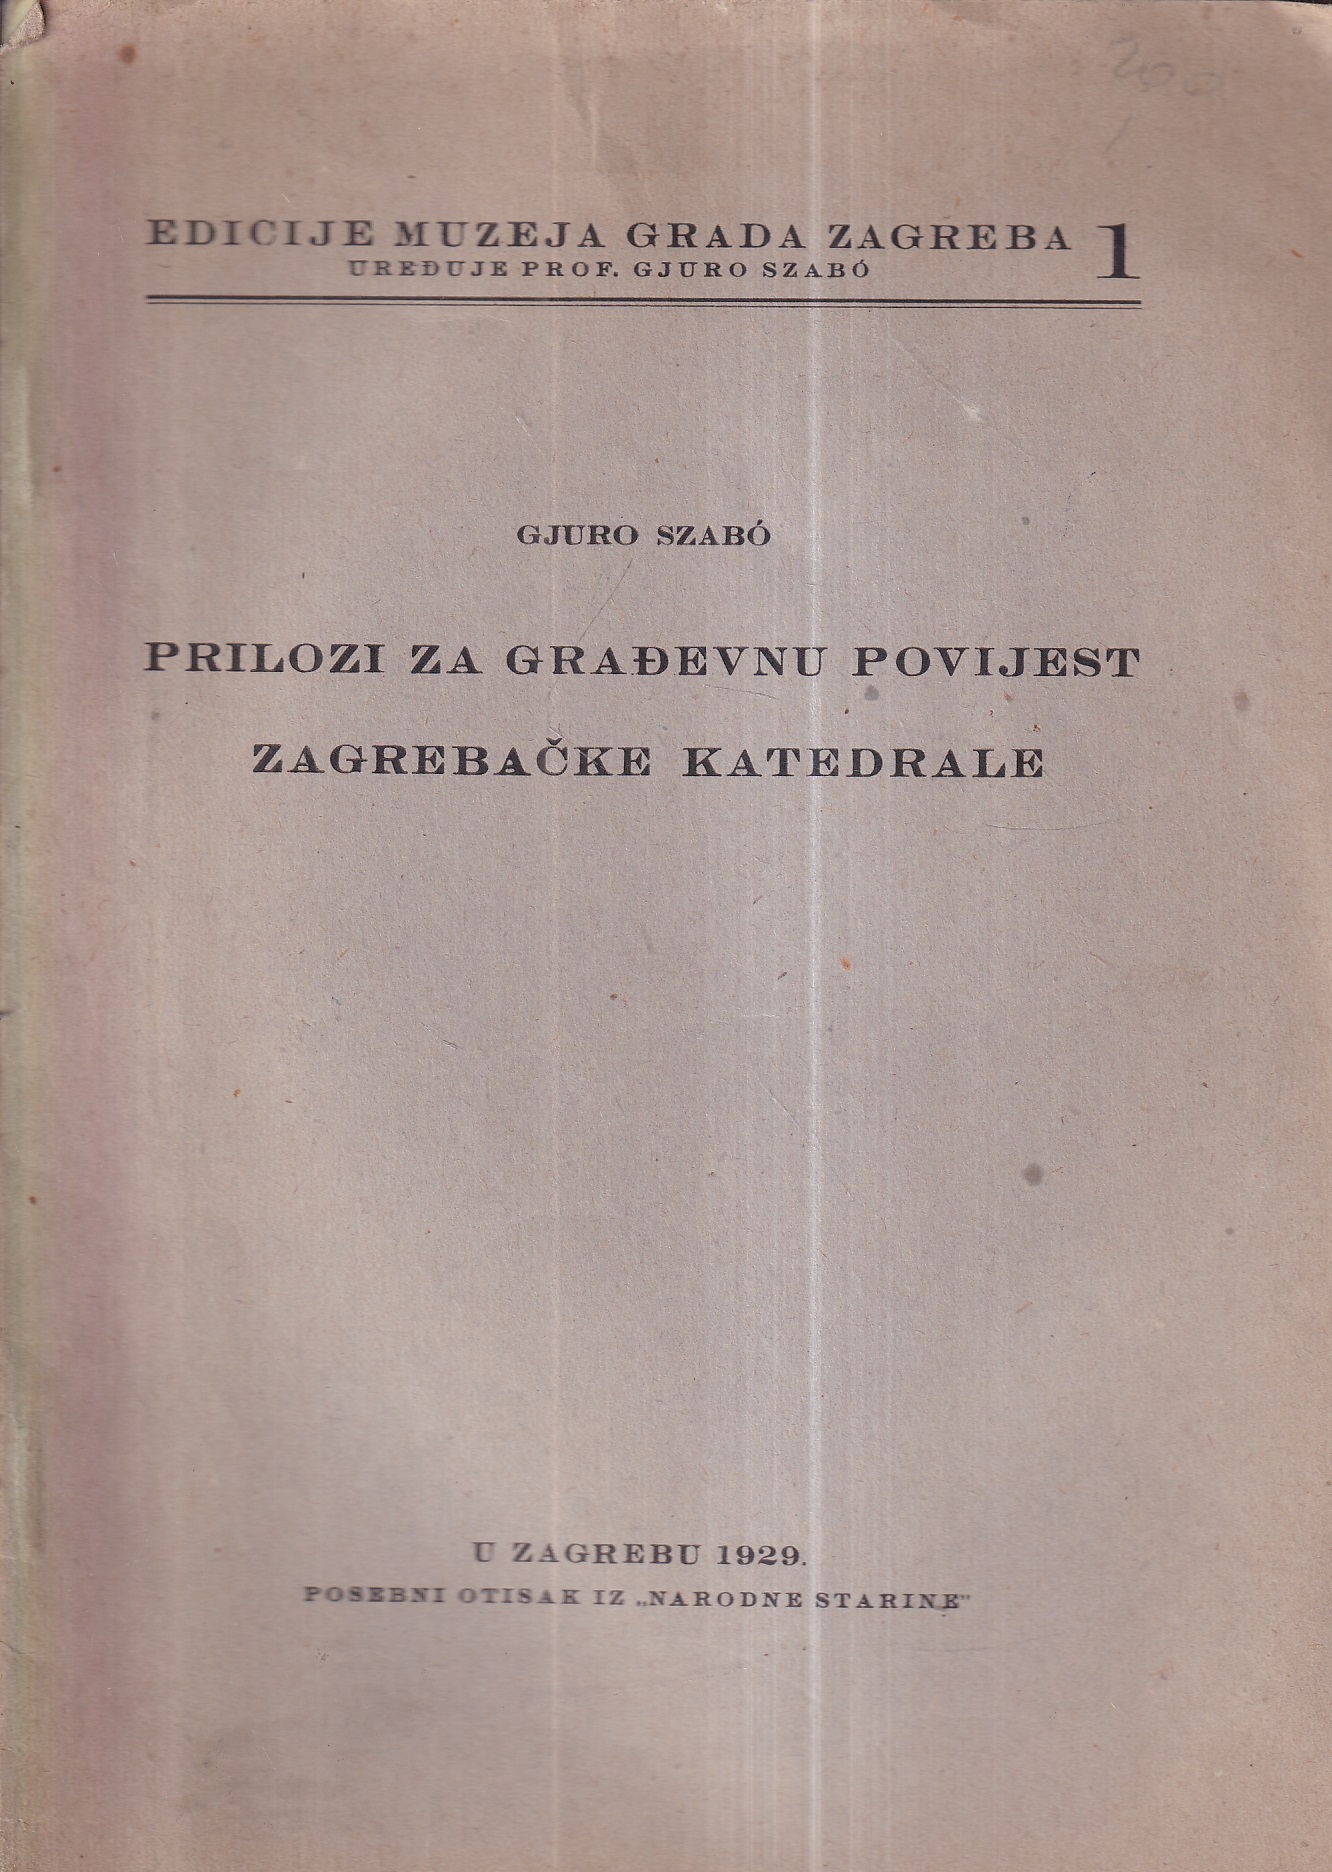 200
EDICIJE MUZEJA GRADA ZAGREBA 1
UREĐUJE PROF. GJURO SZABÓ
GJURO SZABÓ
PRILOZI ZA GRAĐEVNU POVIJEST
ZAGREBAČKE KATEDRALE
U ZAGREBU 1929.
POSEBNI OTISAK IZ „NARODNE STARINE”